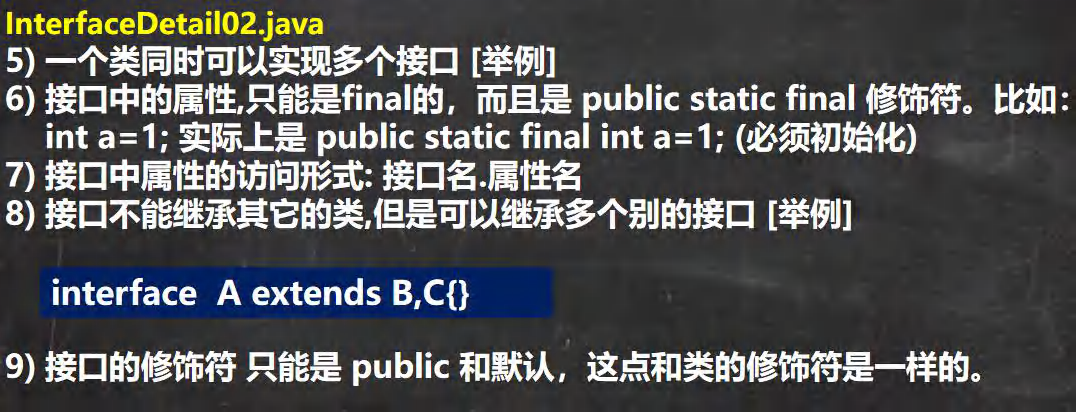 InterfaceDetail02.java
5) 一个类同时可以实现多个接口 [举例]
6) 接口中的属性,只能是final的，而且是 public static final 修饰符。比如：
int a=1; 实际上是 public static final int a=1; (必须初始化)
7) 接口中属性的访问形式: 接口名.属性名
8) 接口不能继承其它的类,但是可以继承多个别的接口 [举例]
interface  A extends B,C{}
9) 接口的修饰符 只能是 public 和默认，这点和类的修饰符是一样的。